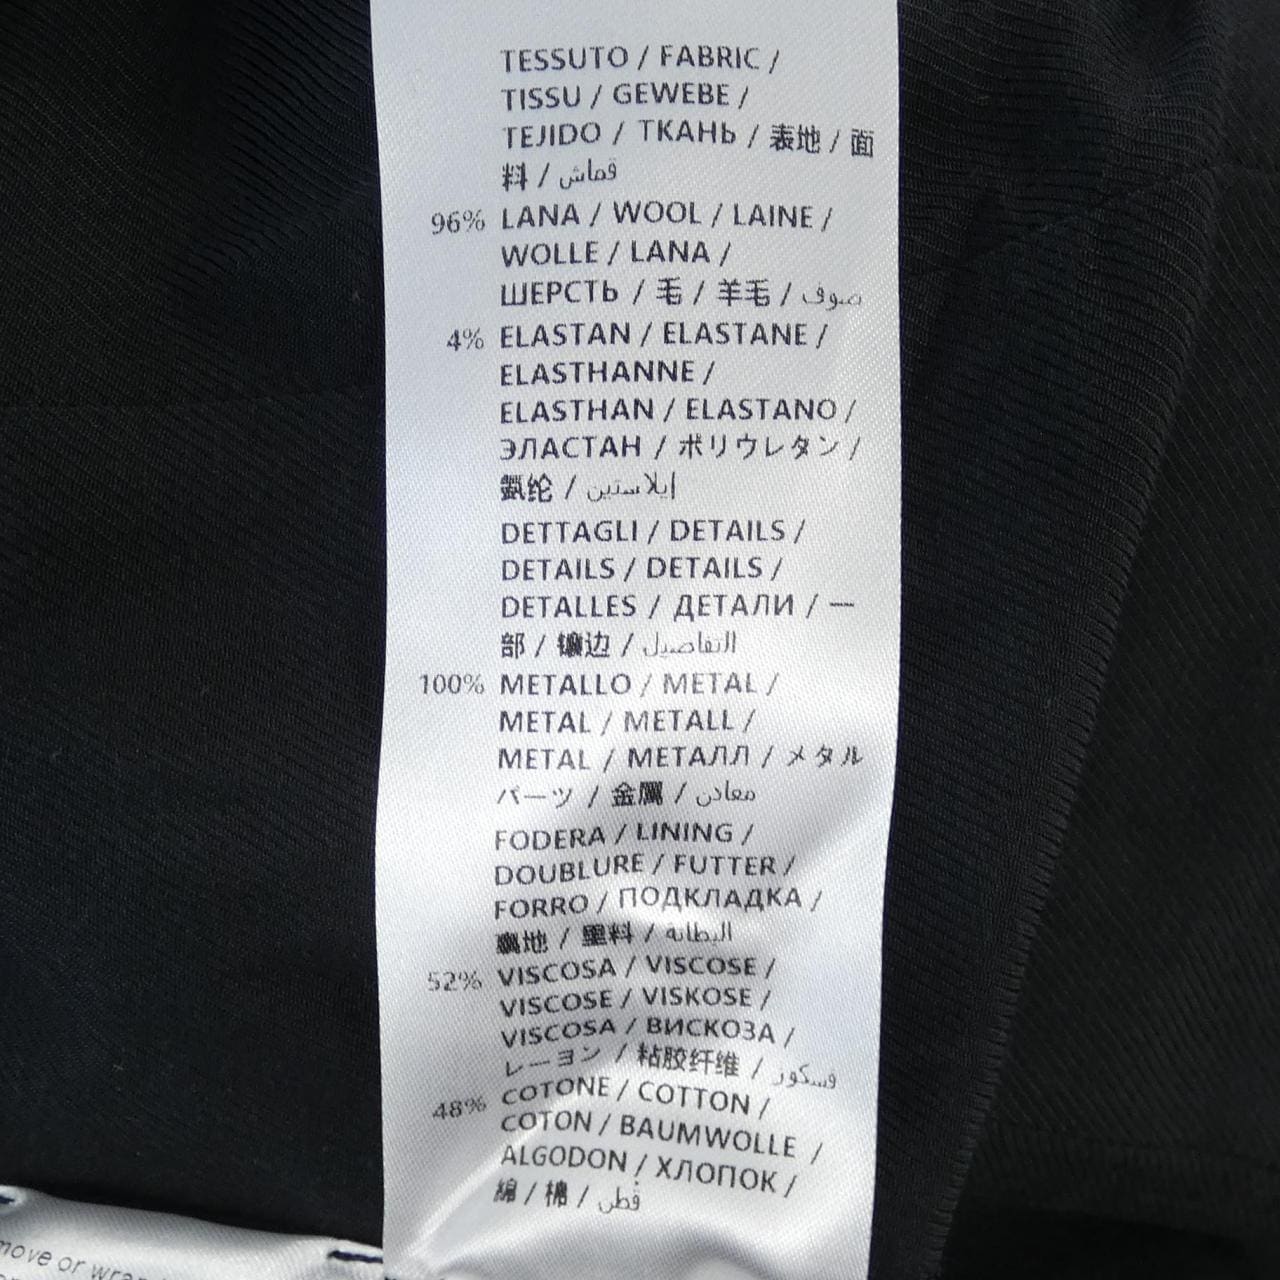 TESSUTO / FABRIC /
TISSU / GEWEBE /
TEJIDO / ТКАНЬ / 表地 / 面
料 / قماش
96% LANA / WOOL / LAINE /
WOLLE / LANA /
ШЕРСТЬ / 毛 / 羊毛 / صوف
4% ELASTAN / ELASTANE /
ELASTHANNE /
ELASTHAN / ELASTANO /
ЭЛАСТАН / ポリウレタン /
氨纶 / إيلاستين
DETTAGLI / DETAILS /
DETAILS / DETAILS /
DETALLES / ДЕТАЛИ / 一
部 / 镶边 / التفاصيل
100% METALLO / METAL /
METAL / METALL /
METAL / МЕТАЛЛ / メタル
パーツ / 金属 / معادن
FODERA / LINING /
DOUBLURE / FUTTER /
FORRO / ПОДКЛАДКА /
裏地 / 里料 / البطانة
52% VISCOSA / VISCOSE /
VISCOSE / VISKOSE /
VISCOSA / ВИСКОЗА /
レーヨン / 粘胶纤维 / فسكور
48% COTONE / COTTON /
COTON / BAUMWOLLE /
ALGODON / ХЛОПОК /
綿 / 棉 / قطن
move or